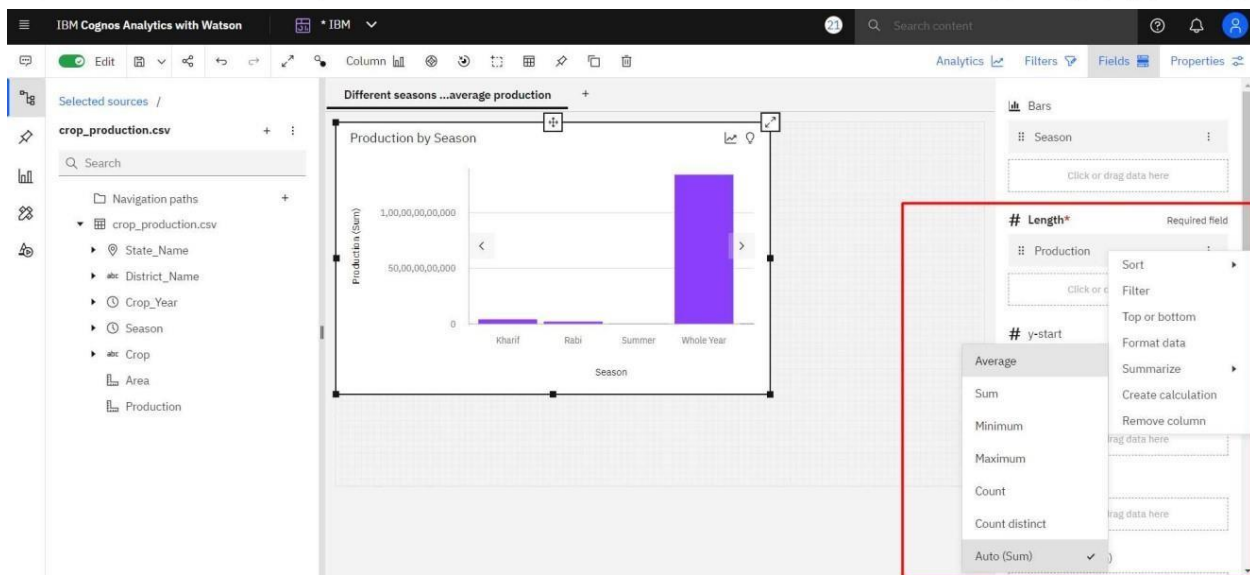 IBM Cognos Analytics with Watson
* IBM
21
Search content
Edit
Column
Analytics
Filters
Fields
Properties
Selected sources /
crop_production.csv
Search
Navigation paths
crop_production.csv
State_Name
abc District_Name
Crop_Year
Season
abc Crop
Area
Production
Different seasons ...average production
Production by Season
Production (Sum)
1,00,00,00,00,000
50,00,00,00,000
0
Kharif
Rabi
Summer
Whole Year
Season
Bars
Season
Click or drag data here
# Length*
Required field
Production
Click or
# y-start
Sort
Filter
Top or bottom
Format data
Summarize
Create calculation
Remove column
Average
Sum
Minimum
Maximum
Count
Count distinct
Auto (Sum)
drag data here
drag data here